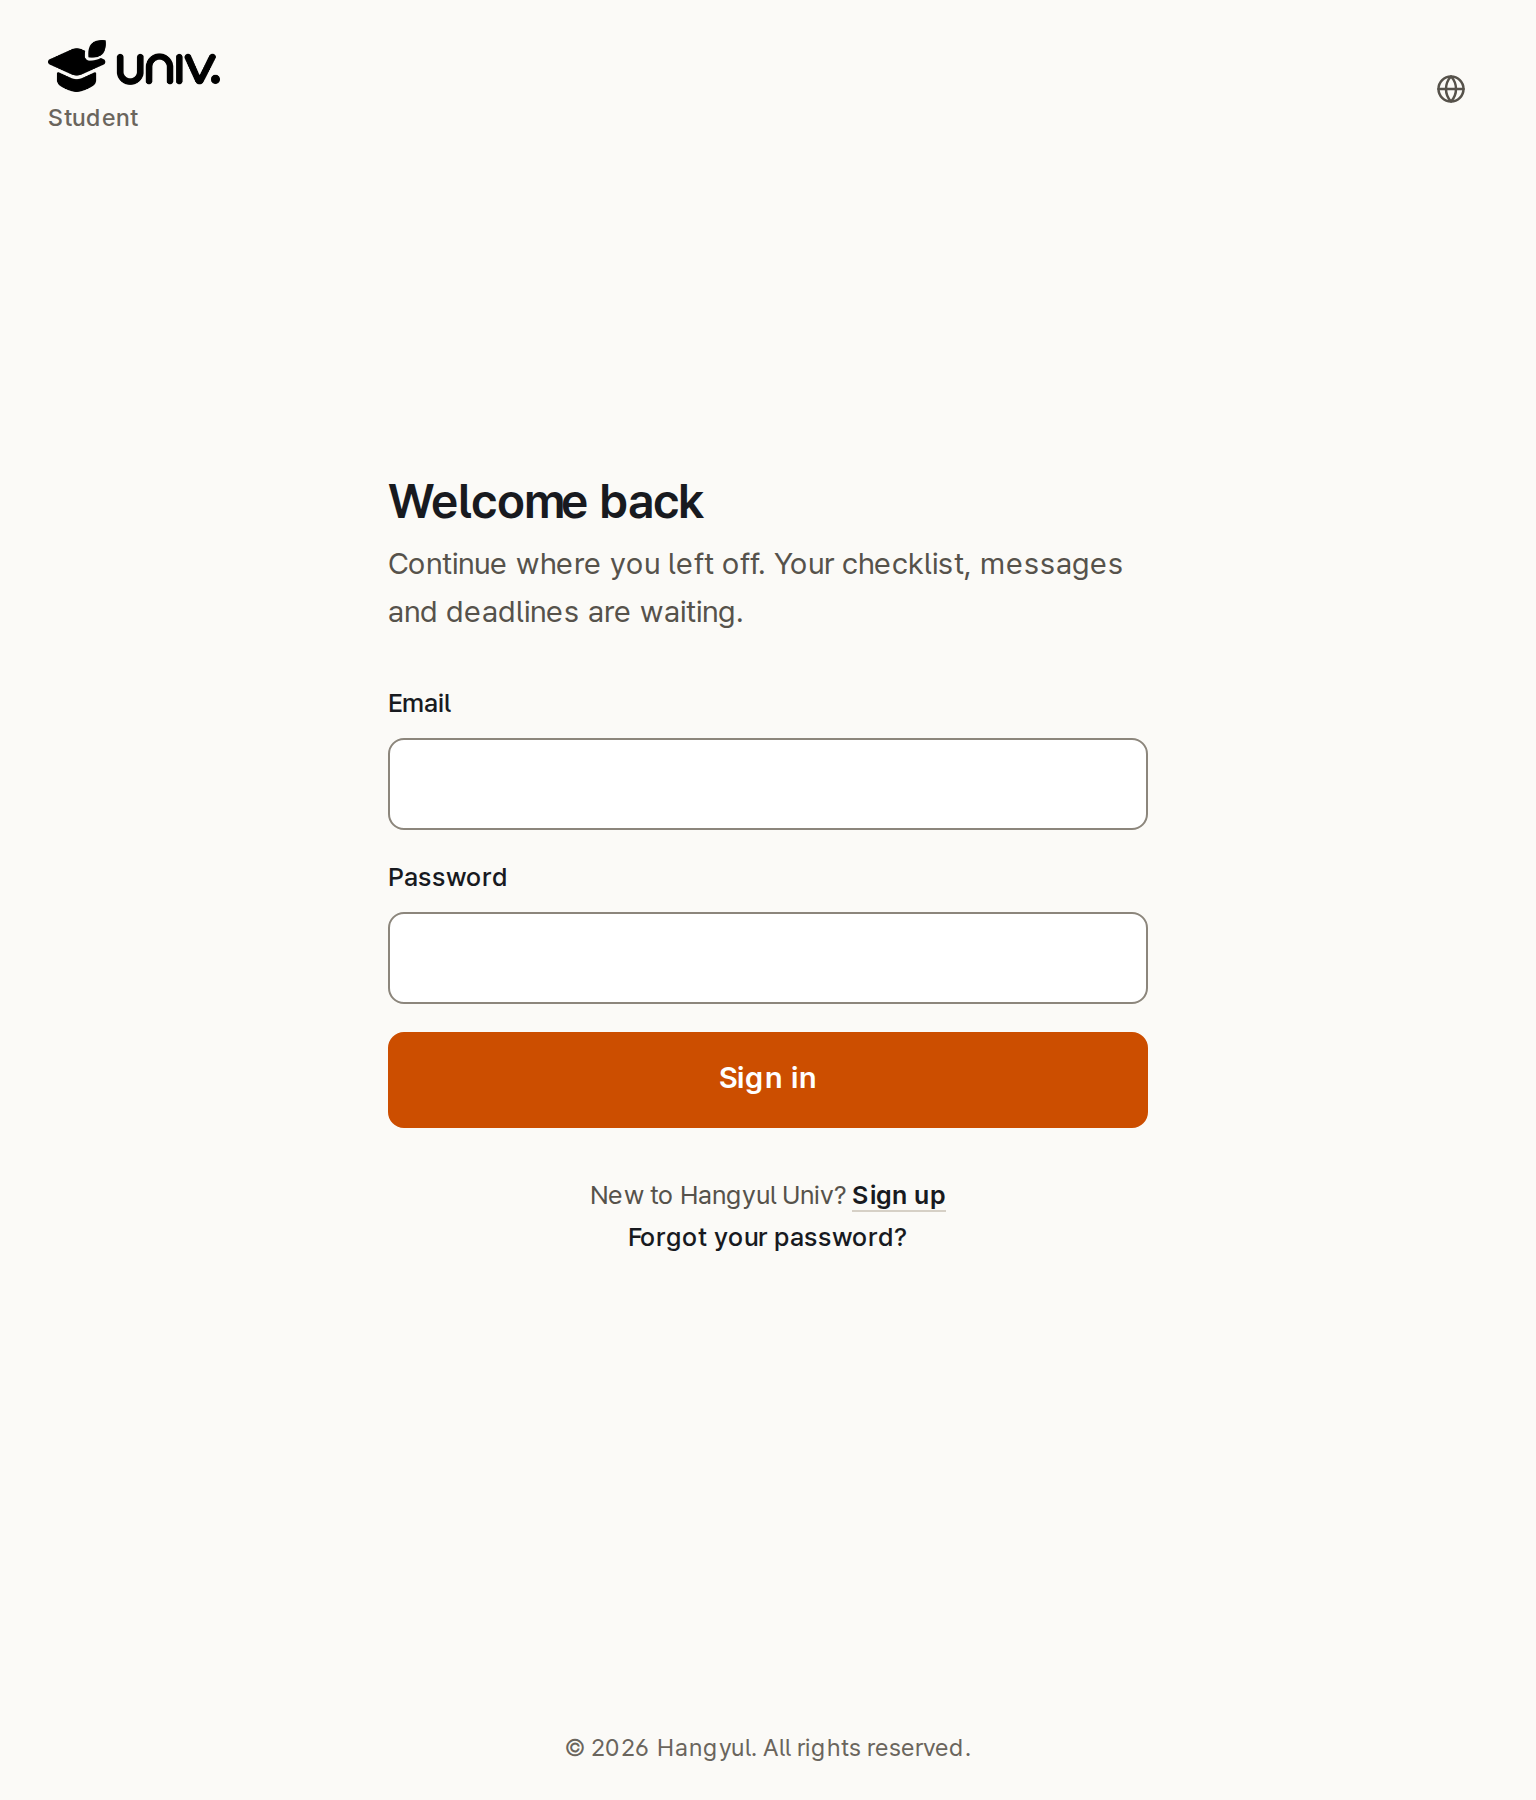 UNIV.
Student
Welcome back
Continue where you left off. Your checklist, messages
and deadlines are waiting.
Email
Password
Sign in
New to Hangyul Univ? Sign up
Forgot your password?
© 2026 Hangyul. All rights reserved.